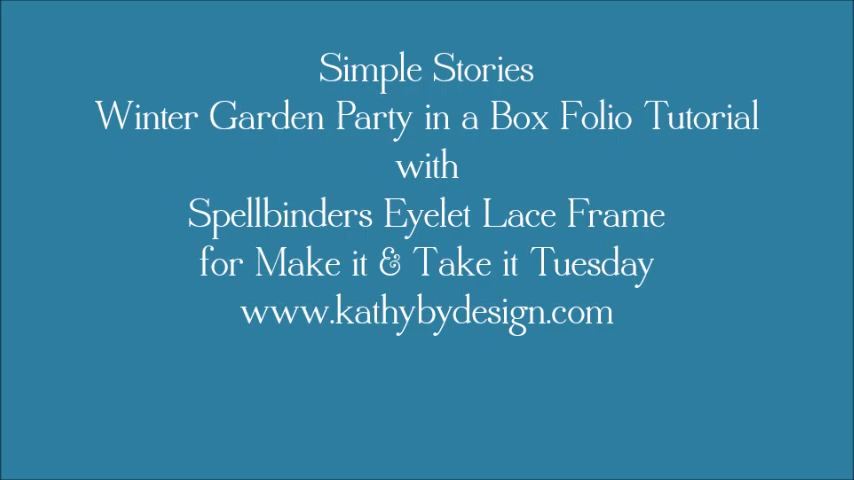 Simple Stories
Winter Garden Party in a Box Folio Tutorial
with
Spellbinders Eyelet Lace Frame
for Make it & Take it Tuesday
www.kathybydesign.com